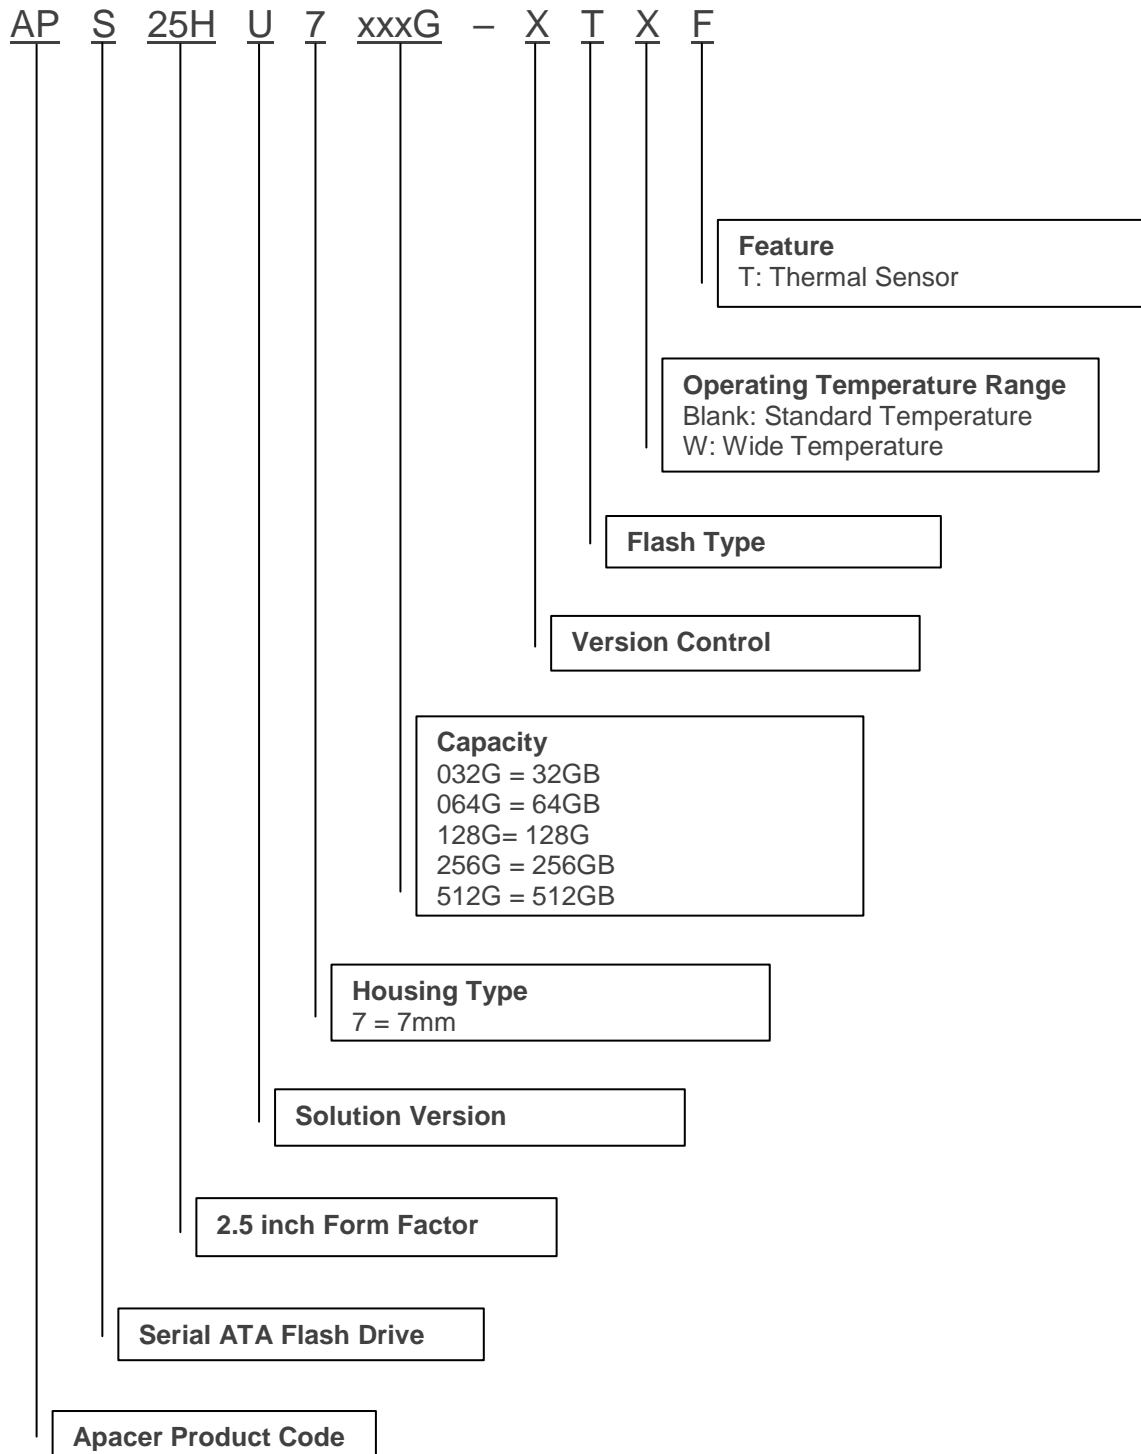 AP S 25H U 7 xxxG – X T X F
Feature
T: Thermal Sensor
Operating Temperature Range
Blank: Standard Temperature
W: Wide Temperature
Flash Type
Version Control
Capacity
032G = 32GB
064G = 64GB
128G= 128G
256G = 256GB
512G = 512GB
Housing Type
7 = 7mm
Solution Version
2.5 inch Form Factor
Serial ATA Flash Drive
Apacer Product Code